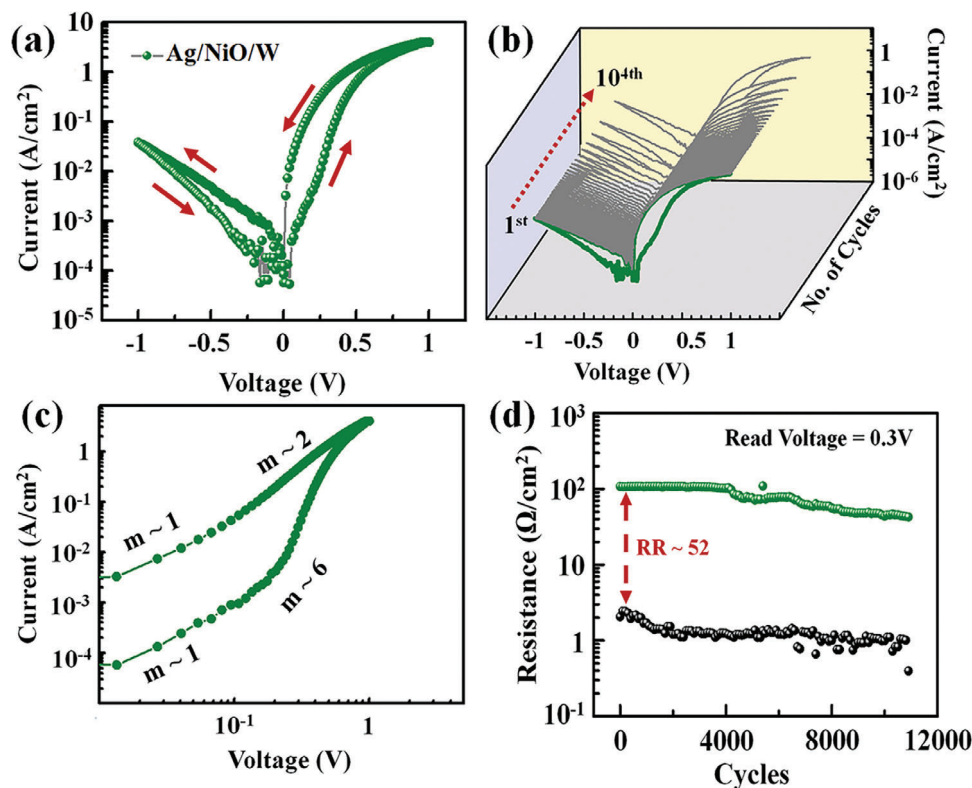 (a)
Ag/NiO/W
Current (A/cm²)
10
1
10⁻¹
10⁻²
10⁻³
10⁻⁴
10⁻⁵
-1 -0.5 0 0.5 1
Voltage (V)
(b)
10⁴ᵗʰ
1ˢᵗ
Current (A/cm²)
1
10⁻²
10⁻⁴
10⁻⁶
No. of Cycles
-1 -0.5 0 0.5 1
Voltage (V)
(c)
Current (A/cm²)
1
10⁻¹
10⁻²
10⁻³
10⁻⁴
m ~ 1
m ~ 2
m ~ 6
m ~ 1
10⁻¹ 1
Voltage (V)
(d)
Read Voltage = 0.3V
Resistance (Ω/cm²)
10³
10²
10¹
1
10⁻¹
RR ~ 52
0 4000 8000 12000
Cycles